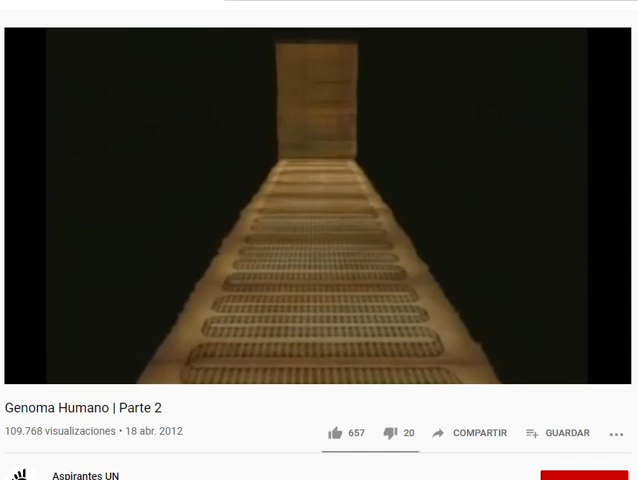 Genoma Humano | Parte 2
109.768 visualizaciones • 18 abr. 2012
657
20
COMPARTIR
GUARDAR
Aspirantes UN